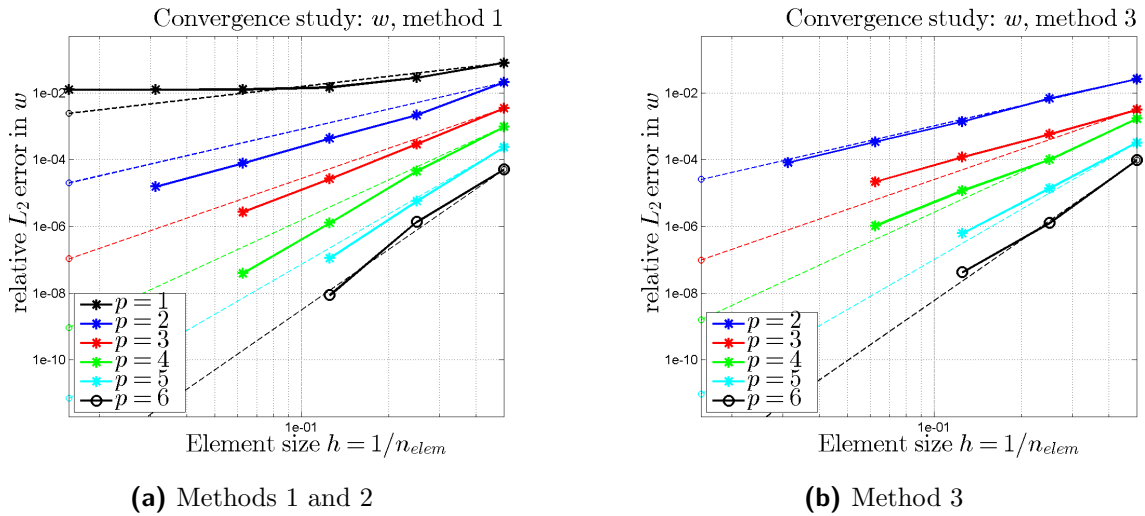 Convergence study: w, method 1
relative L2 error in w
1e-02
1e-04
1e-06
1e-08
1e-10
p = 1
p = 2
p = 3
p = 4
p = 5
p = 6
1e-01
Element size h = 1/nelem
(a) Methods 1 and 2
Convergence study: w, method 3
relative L2 error in w
1e-02
1e-04
1e-06
1e-08
1e-10
p = 2
p = 3
p = 4
p = 5
p = 6
1e-01
Element size h = 1/nelem
(b) Method 3